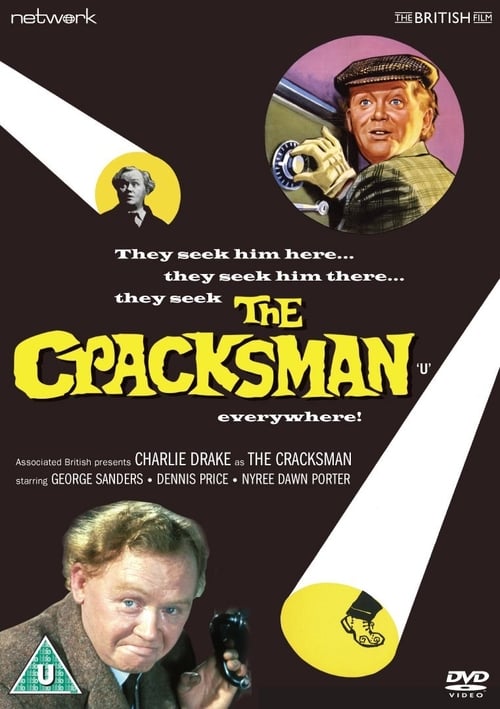 network
THE BRITISH FILM
They seek him here...
they seek him there...
they seek THE
CRACKSMAN 'U'
everywhere!
Associated British presents CHARLIE DRAKE as THE CRACKSMAN
starring GEORGE SANDERS • DENNIS PRICE • NYREE DAWN PORTER
U
DVD
VIDEO